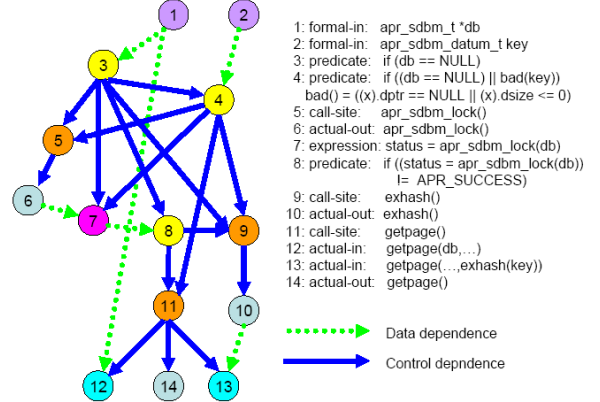 1
2
3
4
5
6
7
8
9
11
10
12
14
13
1: formal-in: apr_sdbm_t *db
2: formal-in: apr_sdbm_datum_t key
3: predicate: if (db == NULL)
4: predicate: if ((db == NULL) || bad(key))
bad() = ((x).dptr == NULL || (x).dsize <= 0)
5: call-site: apr_sdbm_lock()
6: actual-out: apr_sdbm_lock()
7: expression: status = apr_sdbm_lock(db)
8: predicate: if ((status = apr_sdbm_lock(db))
!= APR_SUCCESS)
9: call-site: exhash()
10: actual-out: exhash()
11: call-site: getpage()
12: actual-in: getpage(db,...)
13: actual-in: getpage(...,exhash(key))
14: actual-out: getpage()
Data dependence
Control depndence